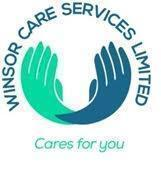 WINSOR CARE SERVICES LIMITED
Cares for you